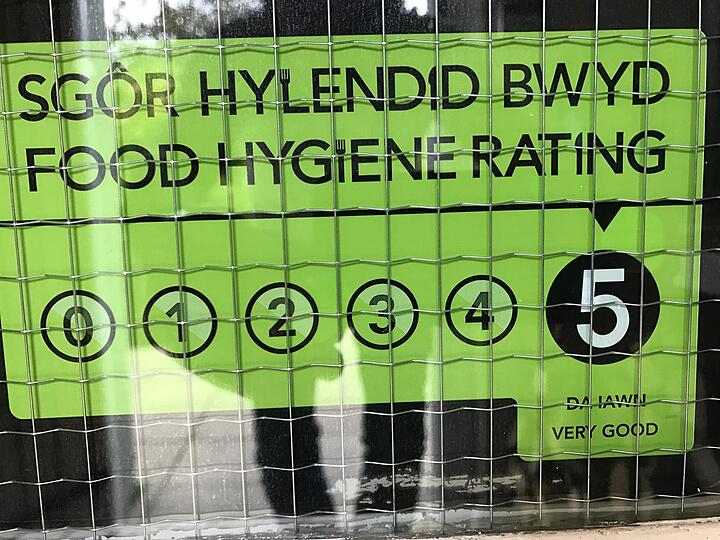 SGÔR HYLENDID BWYD
FOOD HYGIENE RATING
0 1 2 3 4 5
DA IAWN
VERY GOOD